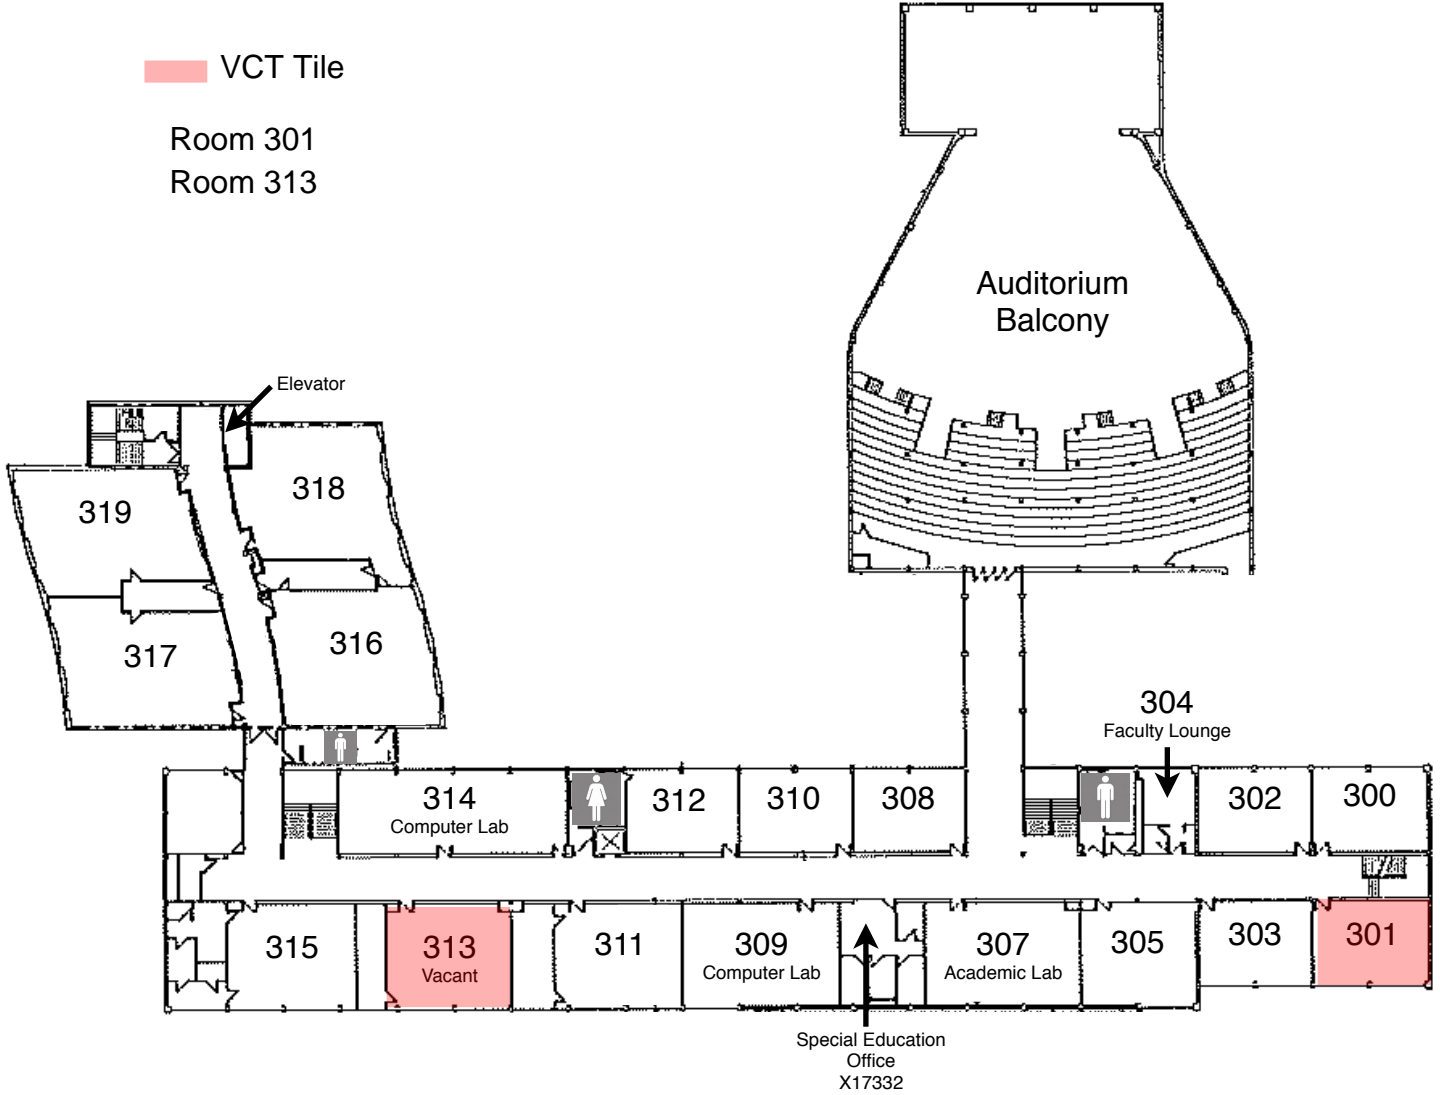 VCT Tile
Room 301
Room 313
Auditorium
Balcony
Elevator
318
319
316
317
304
Faculty Lounge
314
Computer Lab
312
310
308
302
300
315
313
Vacant
311
309
Computer Lab
307
Academic Lab
305
303
301
Special Education
Office
X17332